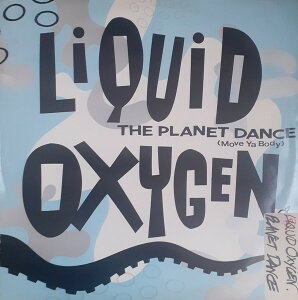 LiQUiD
THE PLANET DANCE
(Move Ya Body)
OXYGEN
LIQUID OXYGEN
PLANET DANCE